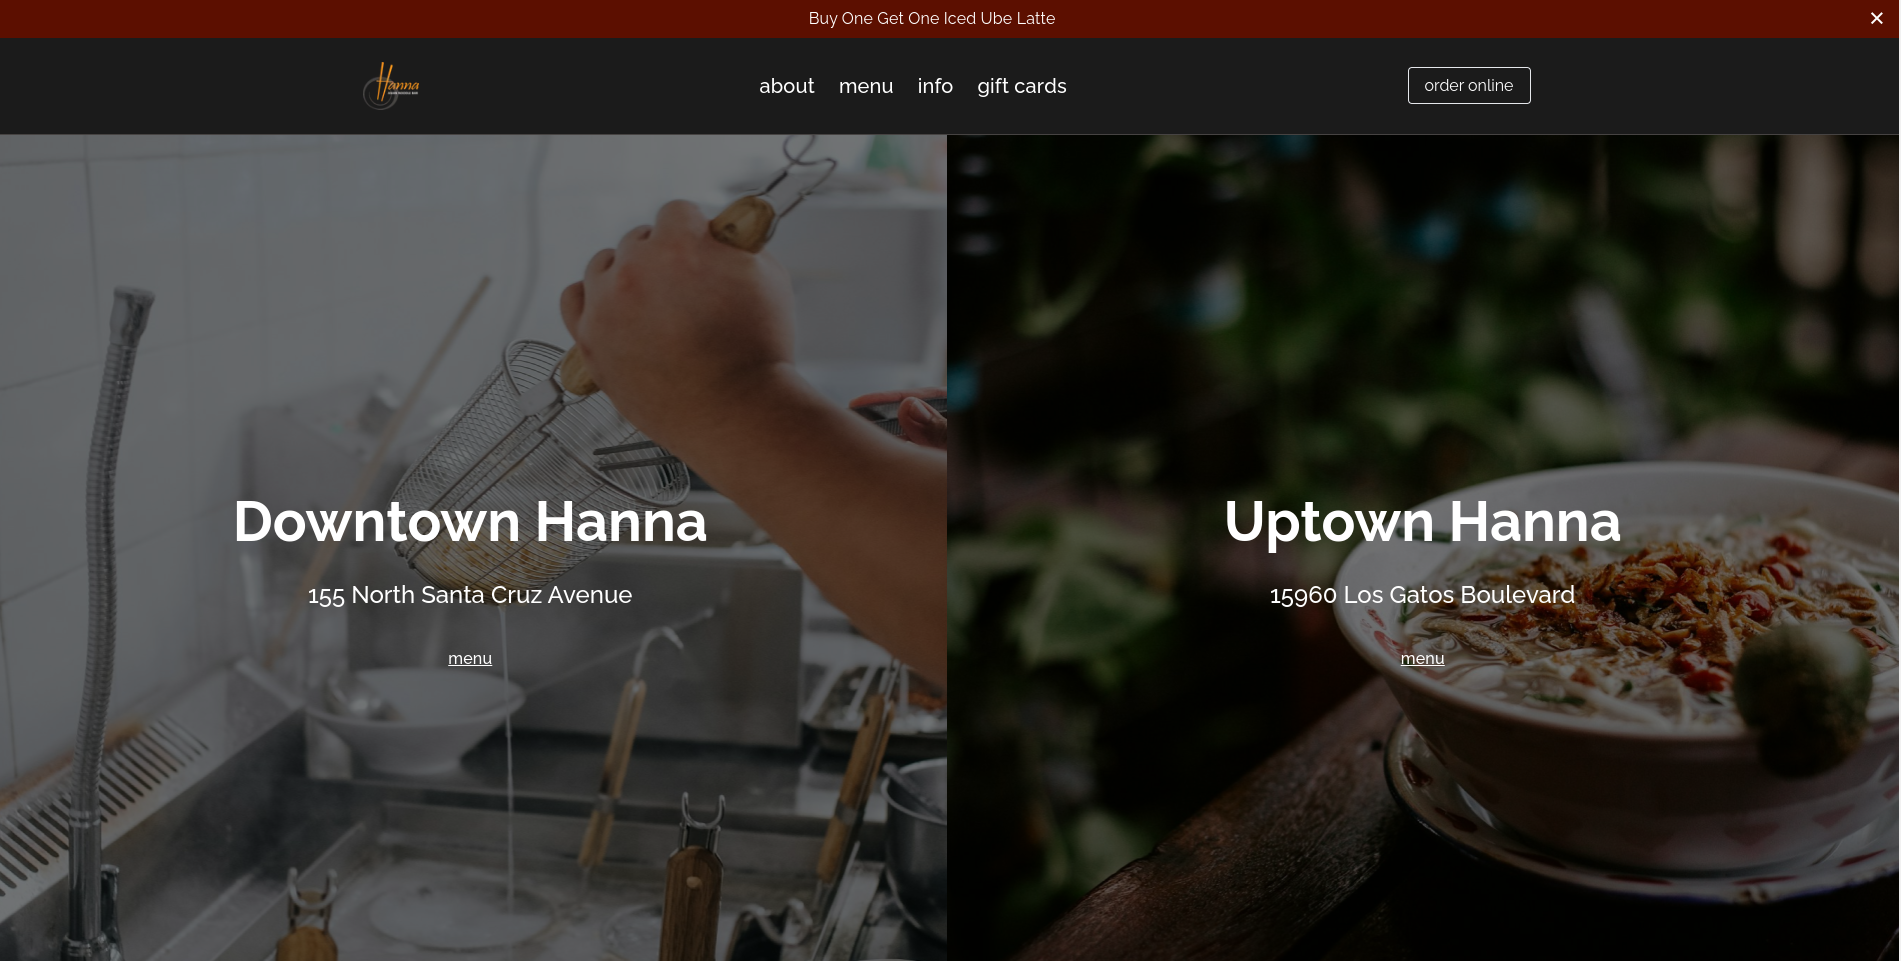 Buy One Get One Iced Ube Latte
Hanna
about menu info gift cards
order online
Downtown Hanna
155 North Santa Cruz Avenue
menu
Uptown Hanna
15960 Los Gatos Boulevard
menu